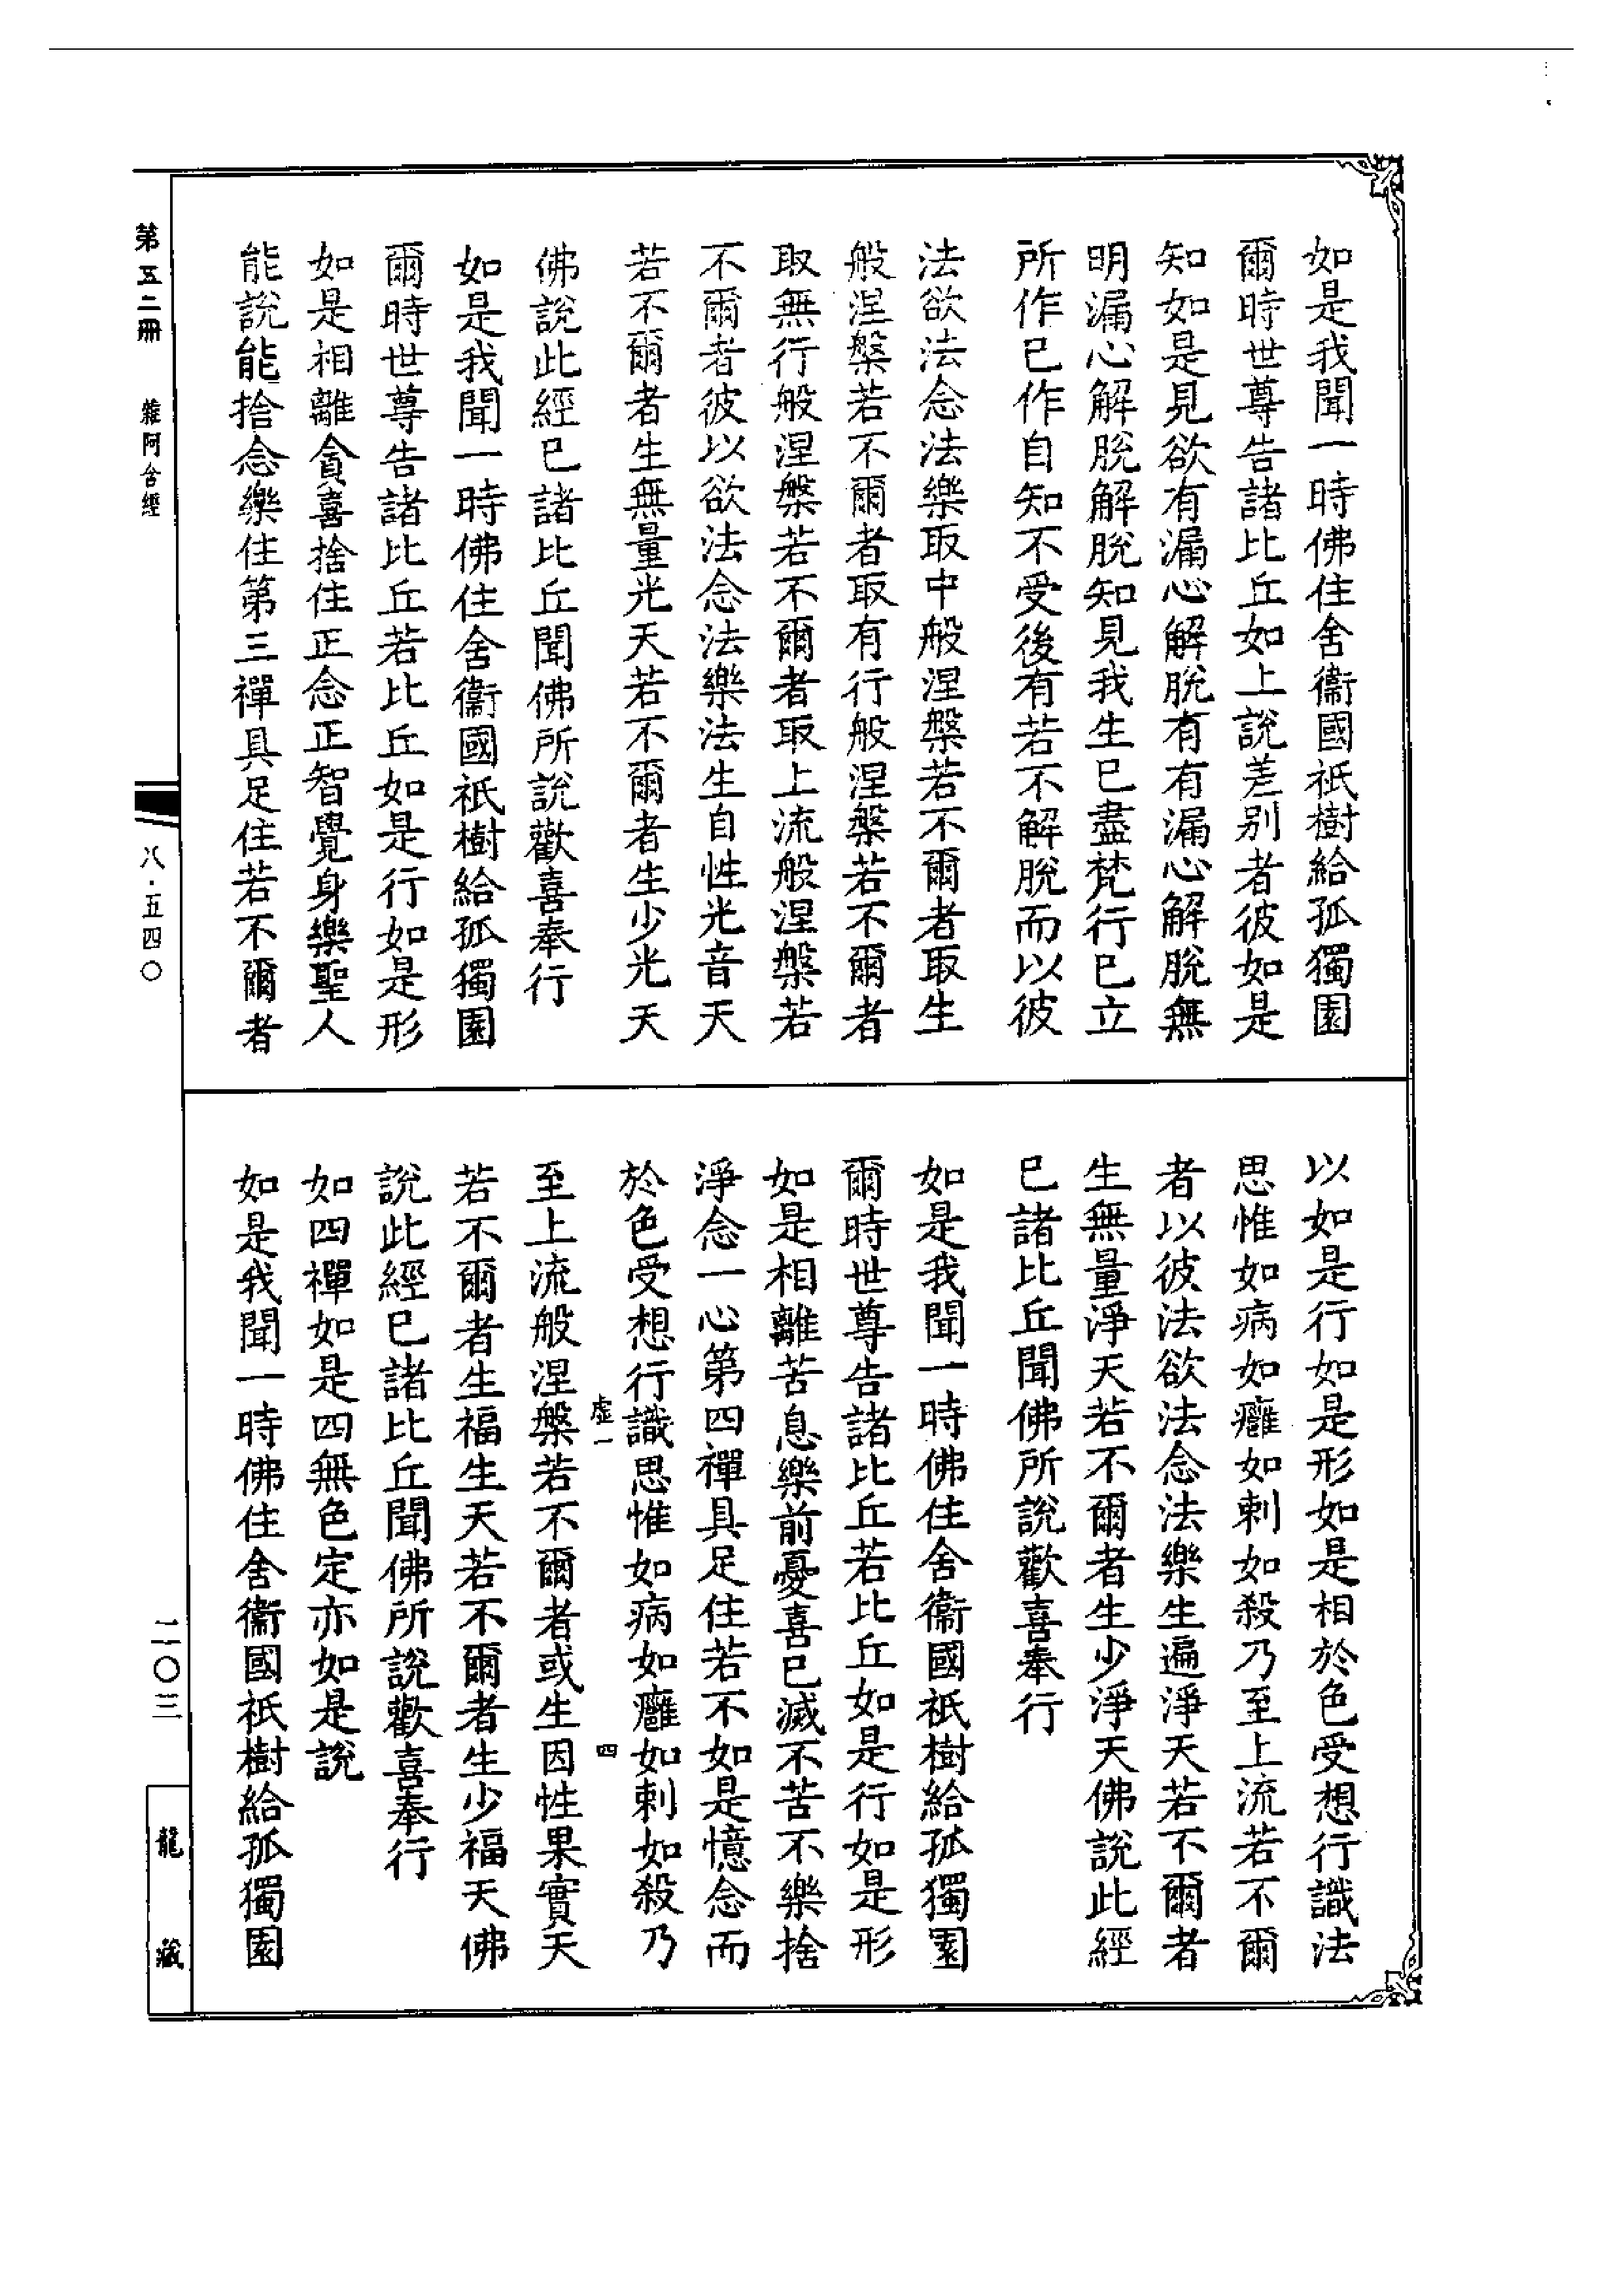 如是我聞一時佛住舍衞國祇樹給孤獨園
爾時世尊告諸比丘如上說差别者彼如是
知如是見欲有漏心解脫有有漏心解脫無
明漏心解脫解脫知見我生已盡梵行已立
所作已作自知不受後有若不解脫而以彼
法欲法念法樂取中般涅槃若不爾者取生
般涅槃若不爾者取有行般涅槃若不爾者
取無行般涅槃若不爾者取上流般涅槃若
不爾者彼以欲法念法樂法生自性光音天
若不爾者生無量光天若不爾者生少光天
佛說此經已諸比丘聞佛所說歡喜奉行
如是我聞一時佛住舍衞國祇樹給孤獨園
爾時世尊告諸比丘若比丘如是行如是形
如是相離貪喜捨住正念正智覺身樂聖人
能說能捨念樂住第三禪具足住若不爾者
以如是行如是形如是相於色受想行識法
思惟如病如癰如刺如殺乃至上流若不爾
者以彼法欲法念法樂生遍淨天若不爾者
生無量淨天若不爾者生少淨天佛說此經
已諸比丘聞佛所說歡喜奉行
如是我聞一時佛住舍衞國祇樹給孤獨園
爾時世尊告諸比丘若比丘如是行如是形
如是相離苦息樂前憂喜已滅不苦不樂捨
淨念一心第四禪具足住若不如是憶念而
於色受想行識思惟如病如癰如刺如殺乃
虛一
四
至上流般涅槃若不爾者或生因性果實天
若不爾者生福生天若不爾者生少福天佛
說此經已諸比丘聞佛所說歡喜奉行
如四禪如是四無色定亦如是說
如是我聞一時佛住舍衞國祇樹給孤獨園
第五二冊
雜阿含經
八·五四〇
二〇三
龍藏